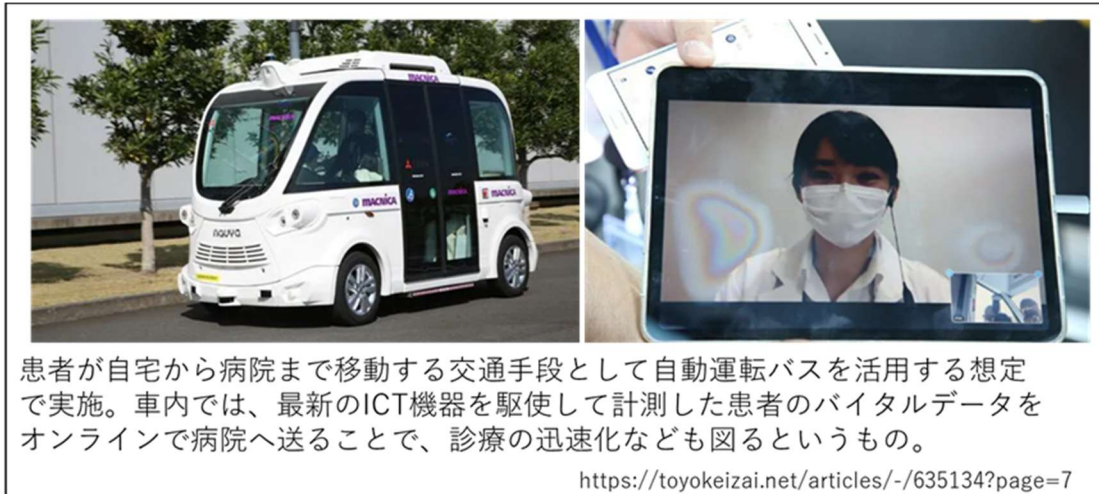 MACNICA
MACNICA
MACNICA
navya
患者が自宅から病院まで移動する交通手段として自動運転バスを活用する想定
で実施。車内では、最新のICT機器を駆使して計測した患者のバイタルデータを
オンラインで病院へ送ることで、診療の迅速化なども図るというもの。
https://toyokeizai.net/articles/-/635134?page=7